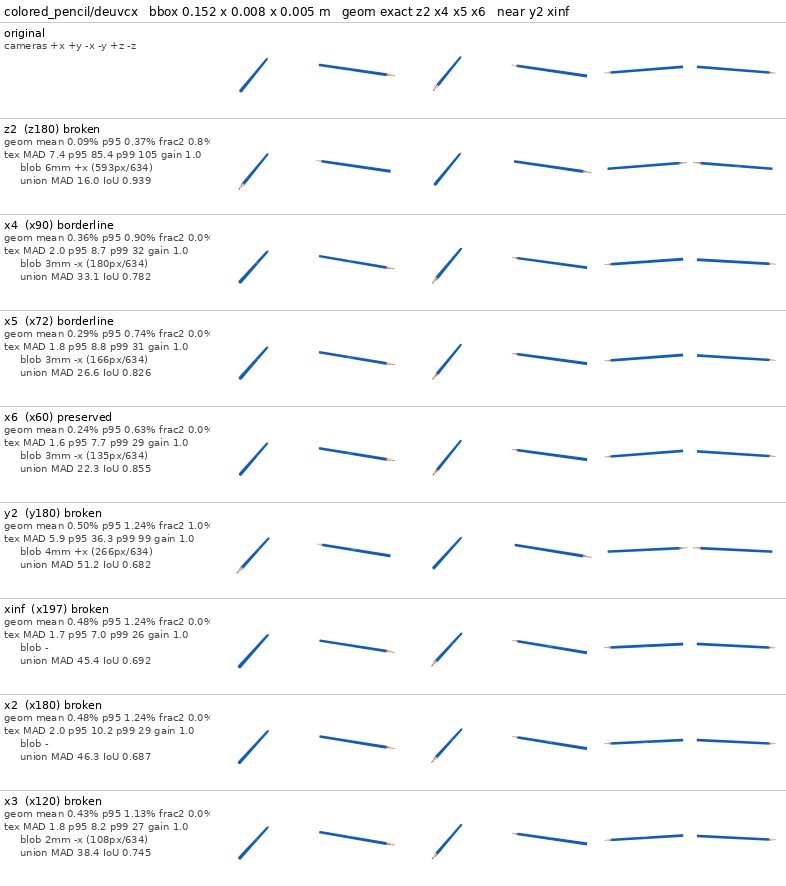 colored_pencil/deuvcx   bbox 0.152 x 0.008 x 0.005 m   geom exact z2 x4 x5 x6   near y2 xinf
original
cameras +x +y -x -y +z -z
z2  (z180) broken
geom mean 0.09% p95 0.37% frac2 0.8%
tex MAD 7.4 p95 85.4 p99 105 gain 1.0
blob 6mm +x (593px/634)
union MAD 16.0 IoU 0.939
x4  (x90) borderline
geom mean 0.36% p95 0.90% frac2 0.0%
tex MAD 2.0 p95 8.7 p99 32 gain 1.0
blob 3mm -x (180px/634)
union MAD 33.1 IoU 0.782
x5  (x72) borderline
geom mean 0.29% p95 0.74% frac2 0.0%
tex MAD 1.8 p95 8.8 p99 31 gain 1.0
blob 3mm -x (166px/634)
union MAD 26.6 IoU 0.826
x6  (x60) preserved
geom mean 0.24% p95 0.63% frac2 0.0%
tex MAD 1.6 p95 7.7 p99 29 gain 1.0
blob 3mm -x (135px/634)
union MAD 22.3 IoU 0.855
y2  (y180) broken
geom mean 0.50% p95 1.24% frac2 1.0%
tex MAD 5.9 p95 36.3 p99 99 gain 1.0
blob 4mm +x (266px/634)
union MAD 51.2 IoU 0.682
xinf  (x197) broken
geom mean 0.48% p95 1.24% frac2 0.0%
tex MAD 1.7 p95 7.0 p99 26 gain 1.0
blob -
union MAD 45.4 IoU 0.692
x2  (x180) broken
geom mean 0.48% p95 1.24% frac2 0.0%
tex MAD 2.0 p95 10.2 p99 29 gain 1.0
blob -
union MAD 46.3 IoU 0.687
x3  (x120) broken
geom mean 0.43% p95 1.13% frac2 0.0%
tex MAD 1.8 p95 8.2 p99 27 gain 1.0
blob 2mm -x (108px/634)
union MAD 38.4 IoU 0.745